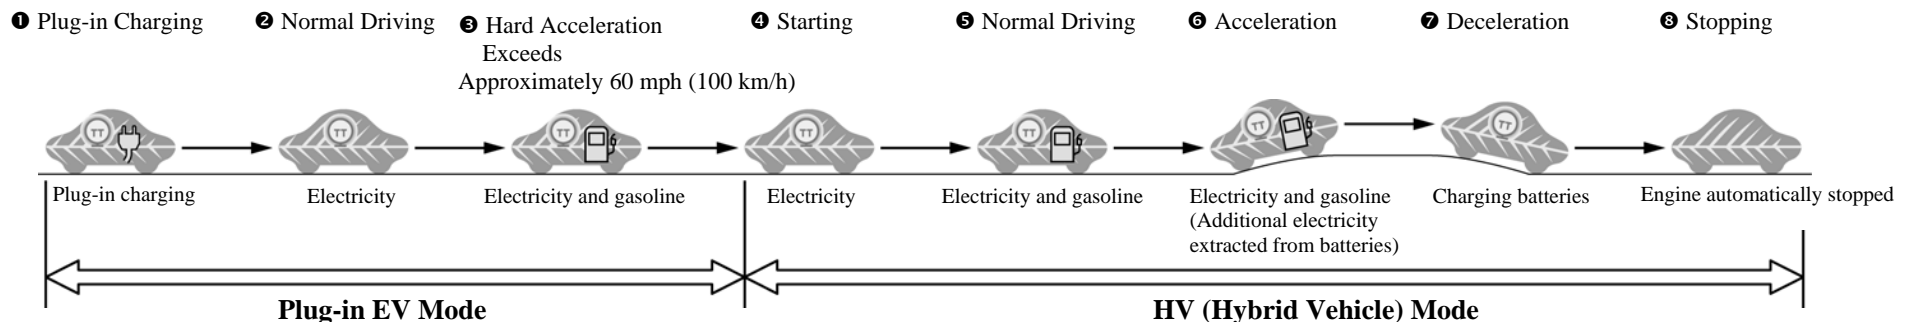 ❶ Plug-in Charging
❷ Normal Driving
❸ Hard Acceleration
Exceeds
Approximately 60 mph (100 km/h)
❹ Starting
❺ Normal Driving
❻ Acceleration
❼ Deceleration
❽ Stopping
Plug-in charging
Electricity
Electricity and gasoline
Electricity
Electricity and gasoline
Electricity and gasoline
(Additional electricity
extracted from batteries)
Charging batteries
Engine automatically stopped
Plug-in EV Mode
HV (Hybrid Vehicle) Mode